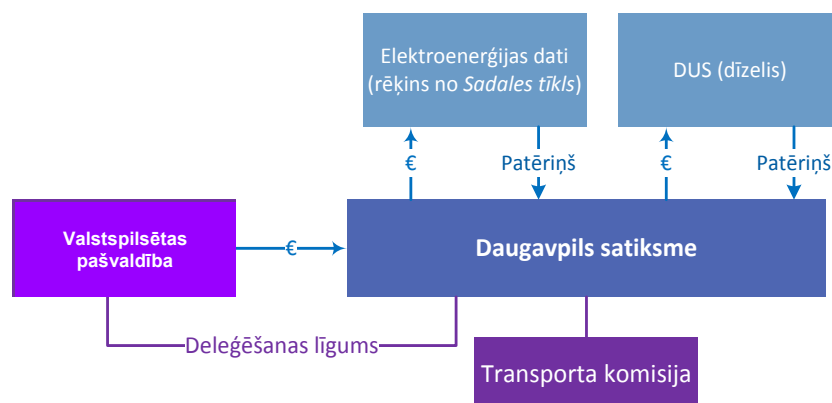 Elektroenerģijas dati
(rēķins no Sadales tīkls)
DUS (dīzelis)
€
Patēriņš
€
Patēriņš
Valstspilsētas
pašvaldība
€
Daugavpils satiksme
Deleģēšanas līgums
Transporta komisija